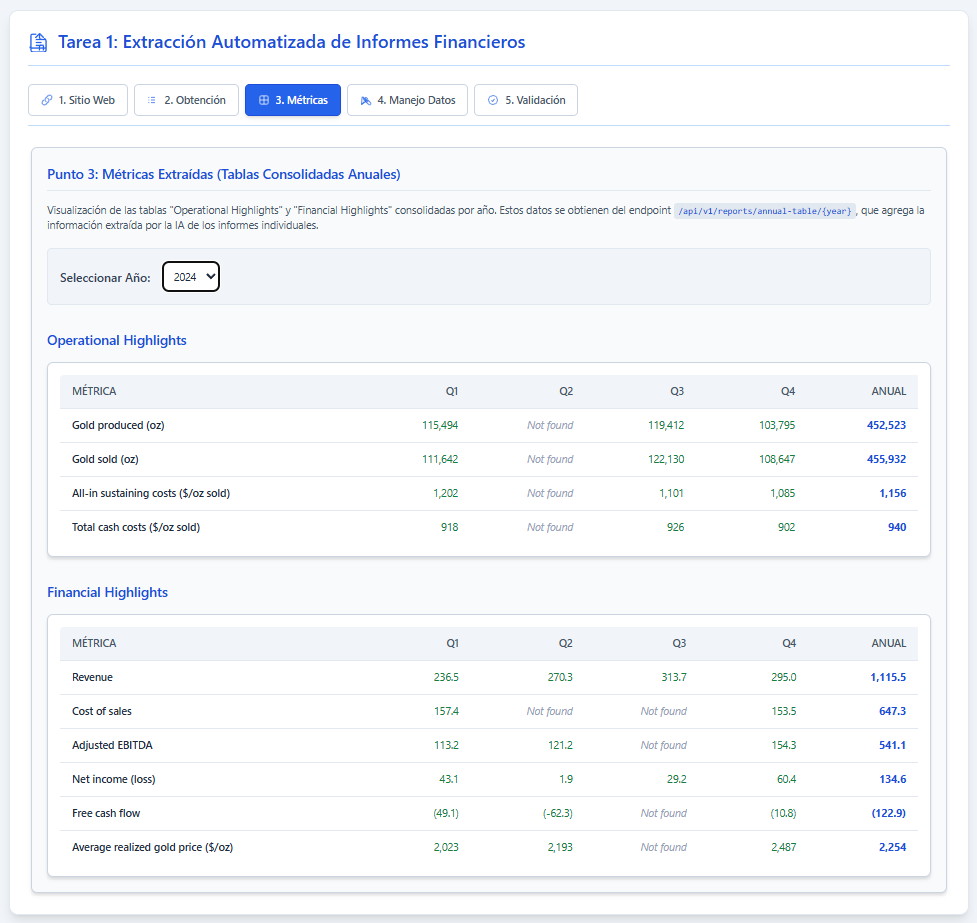 Tarea 1: Extracción Automatizada de Informes Financieros
1. Sitio Web 2. Obtención 3. Métricas 4. Manejo Datos 5. Validación
Punto 3: Métricas Extraídas (Tablas Consolidadas Anuales)
Visualización de las tablas "Operational Highlights" y "Financial Highlights" consolidadas por año. Estos datos se obtienen del endpoint /api/v1/reports/annual-table/{year}, que agrega la
información extraída por la IA de los informes individuales.
Seleccionar Año: 2024
Operational Highlights
MÉTRICA Q1 Q2 Q3 Q4 ANUAL
Gold produced (oz) 115,494 Not found 119,412 103,795 452,523
Gold sold (oz) 111,642 Not found 122,130 108,647 455,932
All-in sustaining costs ($/oz sold) 1,202 Not found 1,101 1,085 1,156
Total cash costs ($/oz sold) 918 Not found 926 902 940
Financial Highlights
MÉTRICA Q1 Q2 Q3 Q4 ANUAL
Revenue 236.5 270.3 313.7 295.0 1,115.5
Cost of sales 157.4 Not found Not found 153.5 647.3
Adjusted EBITDA 113.2 121.2 Not found 154.3 541.1
Net income (loss) 43.1 1.9 29.2 60.4 134.6
Free cash flow (49.1) (-62.3) Not found (10.8) (122.9)
Average realized gold price ($/oz) 2,023 2,193 Not found 2,487 2,254